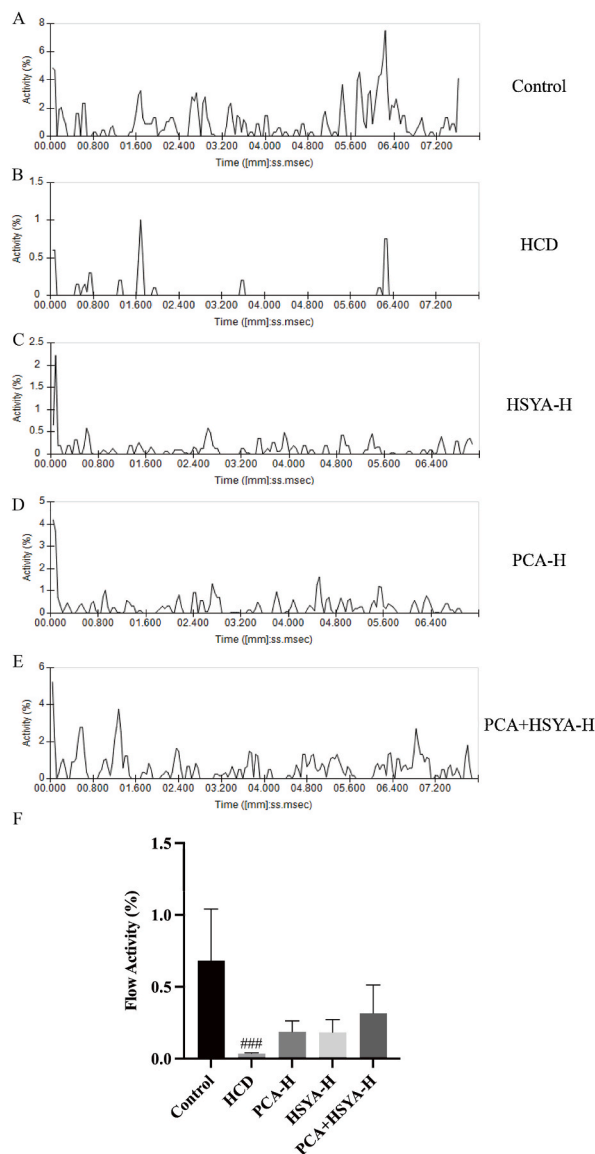 A
Activity (%)
8
6
4
2
0
00.000 00.800 01.600 02.400 03.200 04.000 04.800 05.600 06.400 07.200
Time ([mm]:ss.msec)
Control
B
Activity (%)
1.5
1
0.5
0
00.000 00.800 01.600 02.400 03.200 04.000 04.800 05.600 06.400 07.200
Time ([mm]:ss.msec)
HCD
C
Activity (%)
2.5
2
1.5
1
0.5
0
00.000 00.800 01.600 02.400 03.200 04.000 04.800 05.600 06.400
Time ([mm]:ss.msec)
HSYA-H
D
Activity (%)
5
4
3
2
1
0
00.000 00.800 01.600 02.400 03.200 04.000 04.800 05.600 06.400
Time ([mm]:ss.msec)
PCA-H
E
Activity (%)
6
4
2
0
00.000 00.800 01.600 02.400 03.200 04.000 04.800 05.600 06.400 07.200
Time ([mm]:ss.msec)
PCA+HSYA-H
F
Flow Activity (%)
1.5
1.0
0.5
0.0
###
Control
HCD
PCA-H
HSYA-H
PCA+HSYA-H